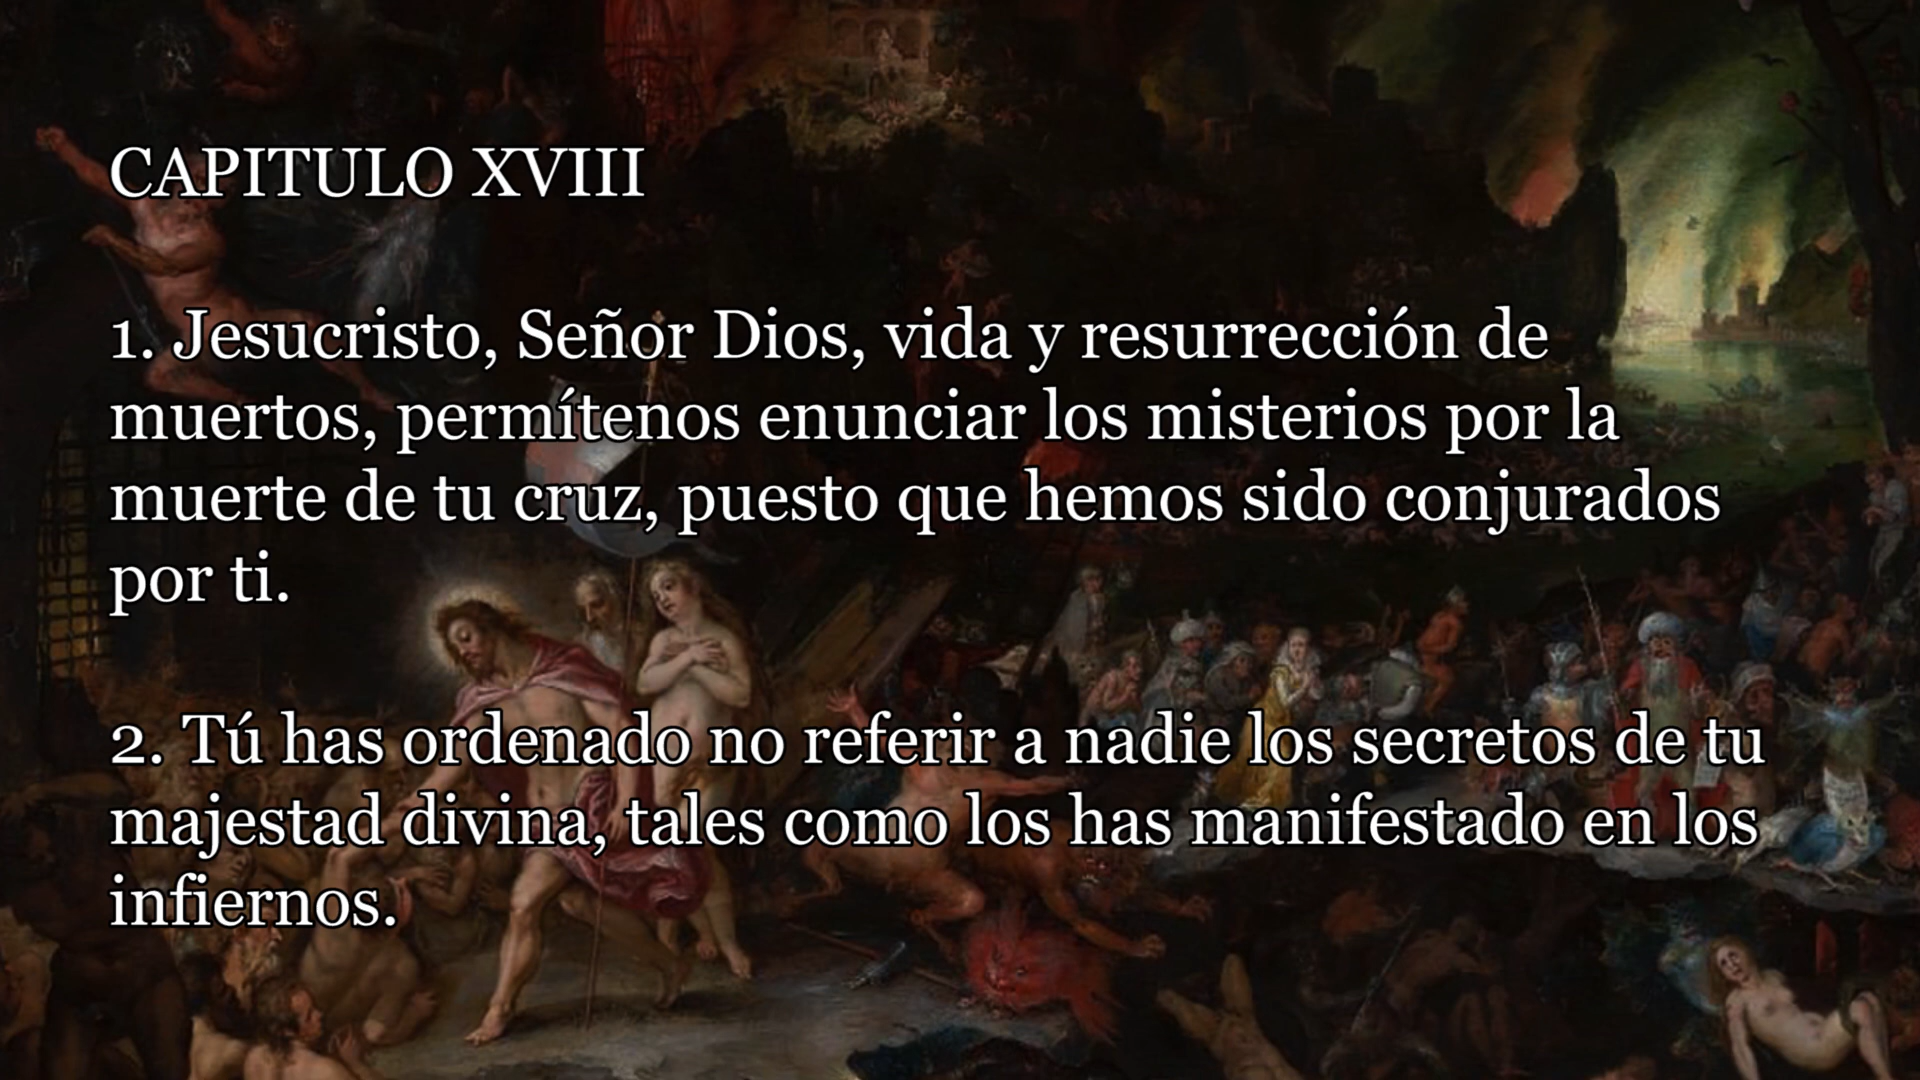 CAPITULO XVIII
1. Jesucristo, Señor Dios, vida y resurrección de
muertos, permítenos enunciar los misterios por la
muerte de tu cruz, puesto que hemos sido conjurados
por ti.
2. Tú has ordenado no referir a nadie los secretos de tu
majestad divina, tales como los has manifestado en los
infiernos.